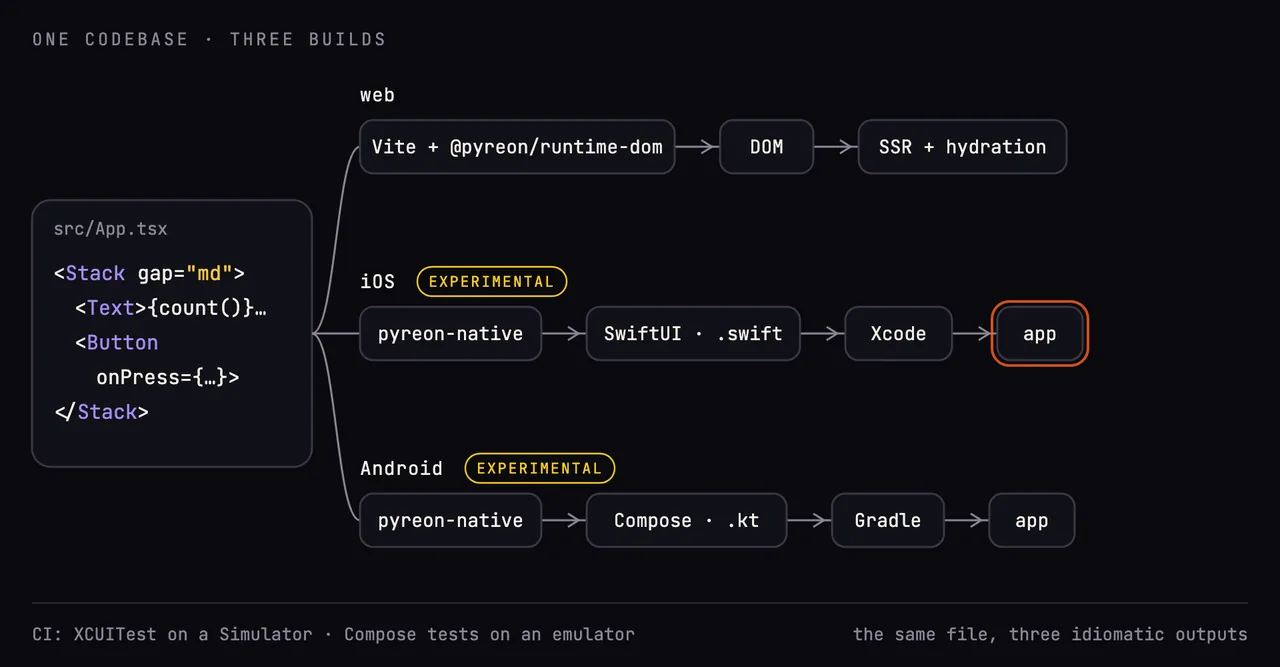 ONE CODEBASE · THREE BUILDS
web
Vite + @pyreon/runtime-dom
DOM
SSR + hydration
src/App.tsx
<Stack gap="md">
<Text>{count()}…
<Button
onPress={…}>
</Stack>
iOS
EXPERIMENTAL
pyreon-native
SwiftUI · .swift
Xcode
app
Android
EXPERIMENTAL
pyreon-native
Compose · .kt
Gradle
app
CI: XCUITest on a Simulator · Compose tests on an emulator
the same file, three idiomatic outputs